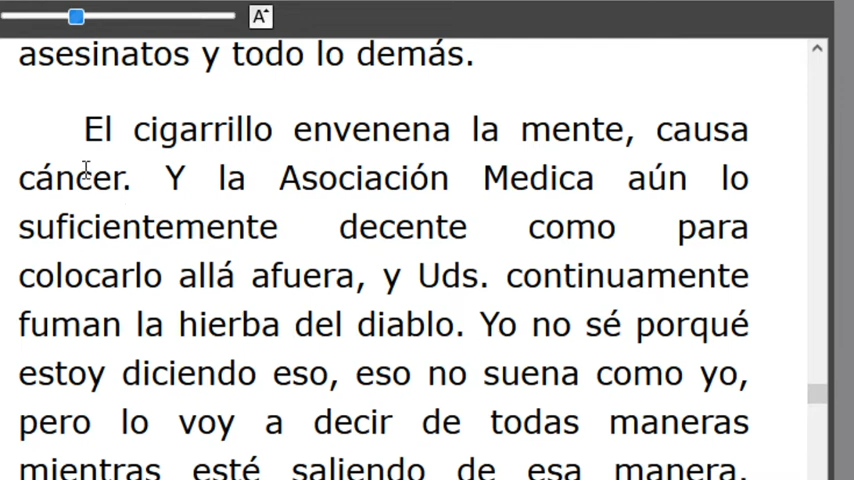 A
asesinatos y todo lo demás.
El cigarrillo envenena la mente, causa
cáncer. Y la Asociación Medica aún lo
suficientemente decente como para
colocarlo allá afuera, y Uds. continuamente
fuman la hierba del diablo. Yo no sé porqué
estoy diciendo eso, eso no suena como yo,
pero lo voy a decir de todas maneras
mientras esté saliendo de esa manera.